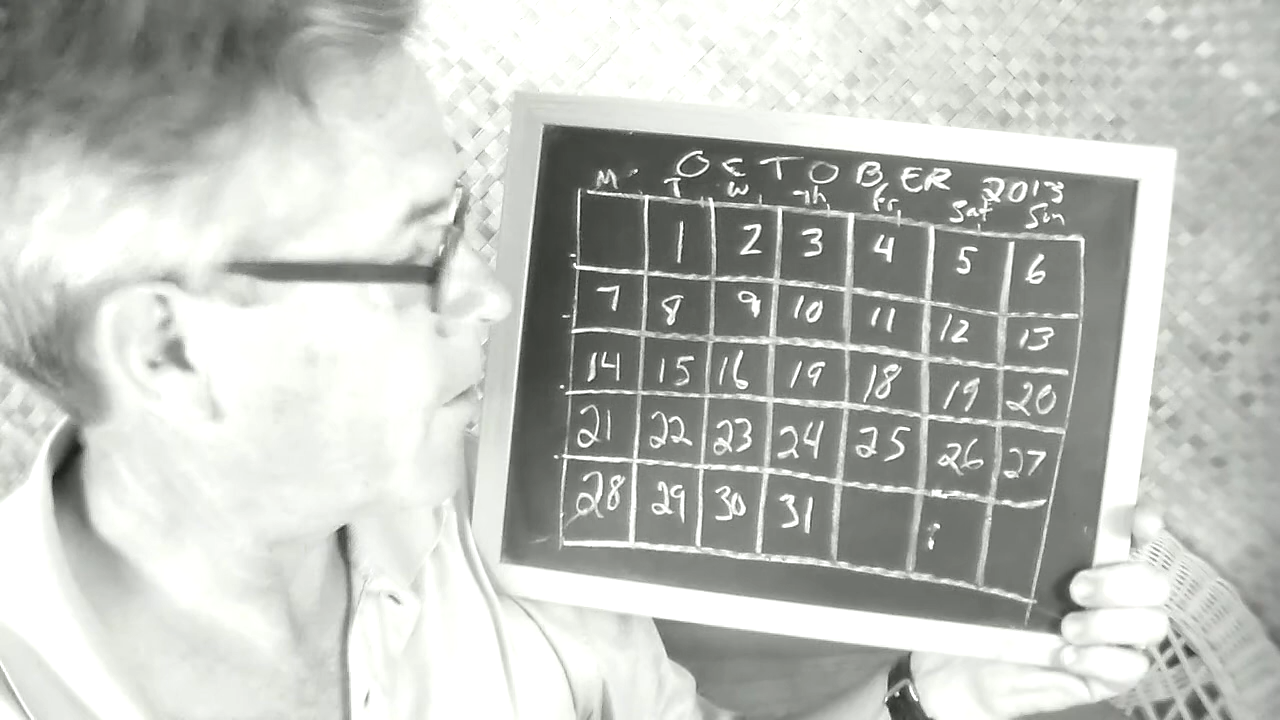 OCTOBER 2013
M T W Th Fri Sat Sun
1 2 3 4 5 6
7 8 9 10 11 12 13
14 15 16 19 18 19 20
21 22 23 24 25 26 27
28 29 30 31